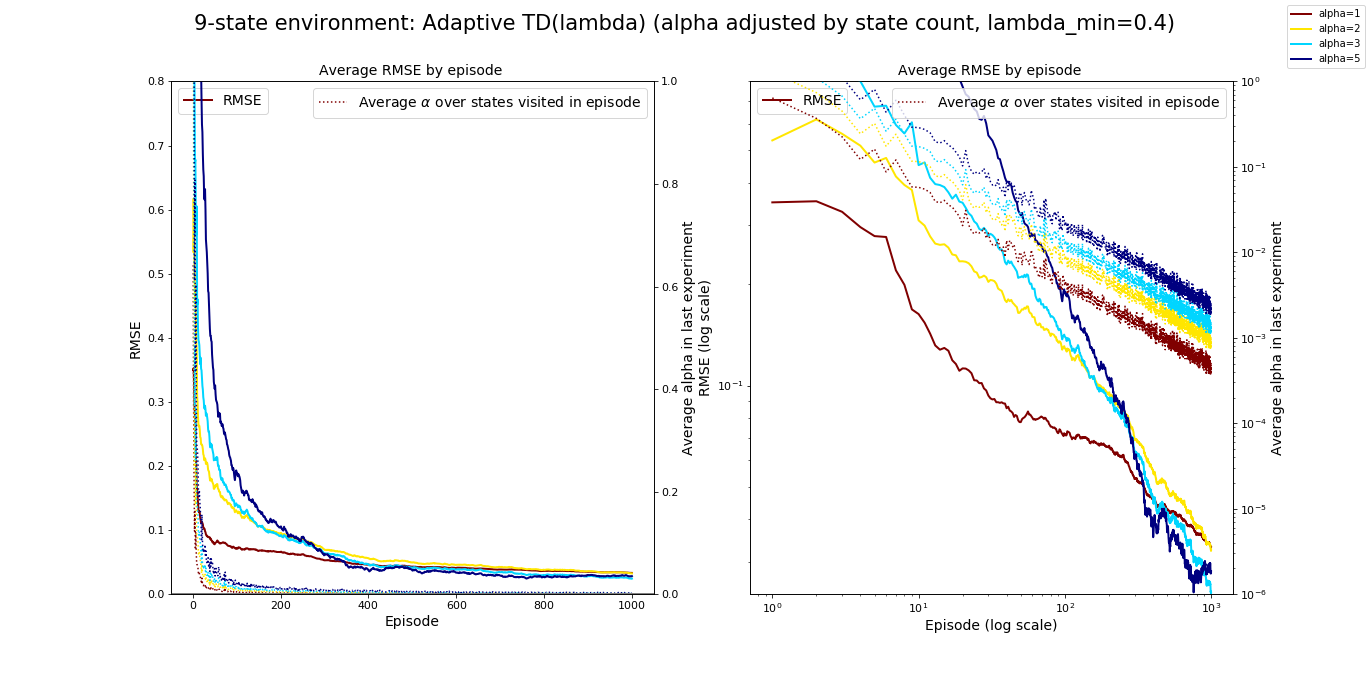 9-state environment: Adaptive TD(lambda) (alpha adjusted by state count, lambda_min=0.4)
alpha=1
alpha=2
alpha=3
alpha=5
Average RMSE by episode
RMSE
Average α over states visited in episode
0.8
0.7
0.6
0.5
0.4
0.3
0.2
0.1
0.0
RMSE
1.0
0.8
0.6
0.4
0.2
0.0
Average alpha in last experiment
0
200
400
600
800
1000
Episode
Average RMSE by episode
RMSE
Average α over states visited in episode
10⁻¹
RMSE (log scale)
10⁰
10⁻¹
10⁻²
10⁻³
10⁻⁴
10⁻⁵
10⁻⁶
Average alpha in last experiment
10⁰
10¹
10²
10³
Episode (log scale)